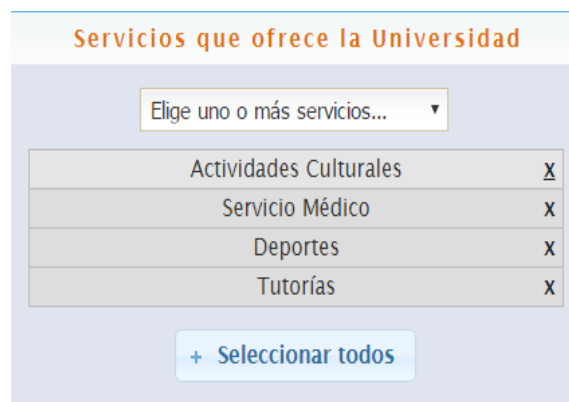 Servicios que ofrece la Universidad
Elige uno o más servicios...
Actividades Culturales X
Servicio Médico X
Deportes X
Tutorías X
+ Seleccionar todos